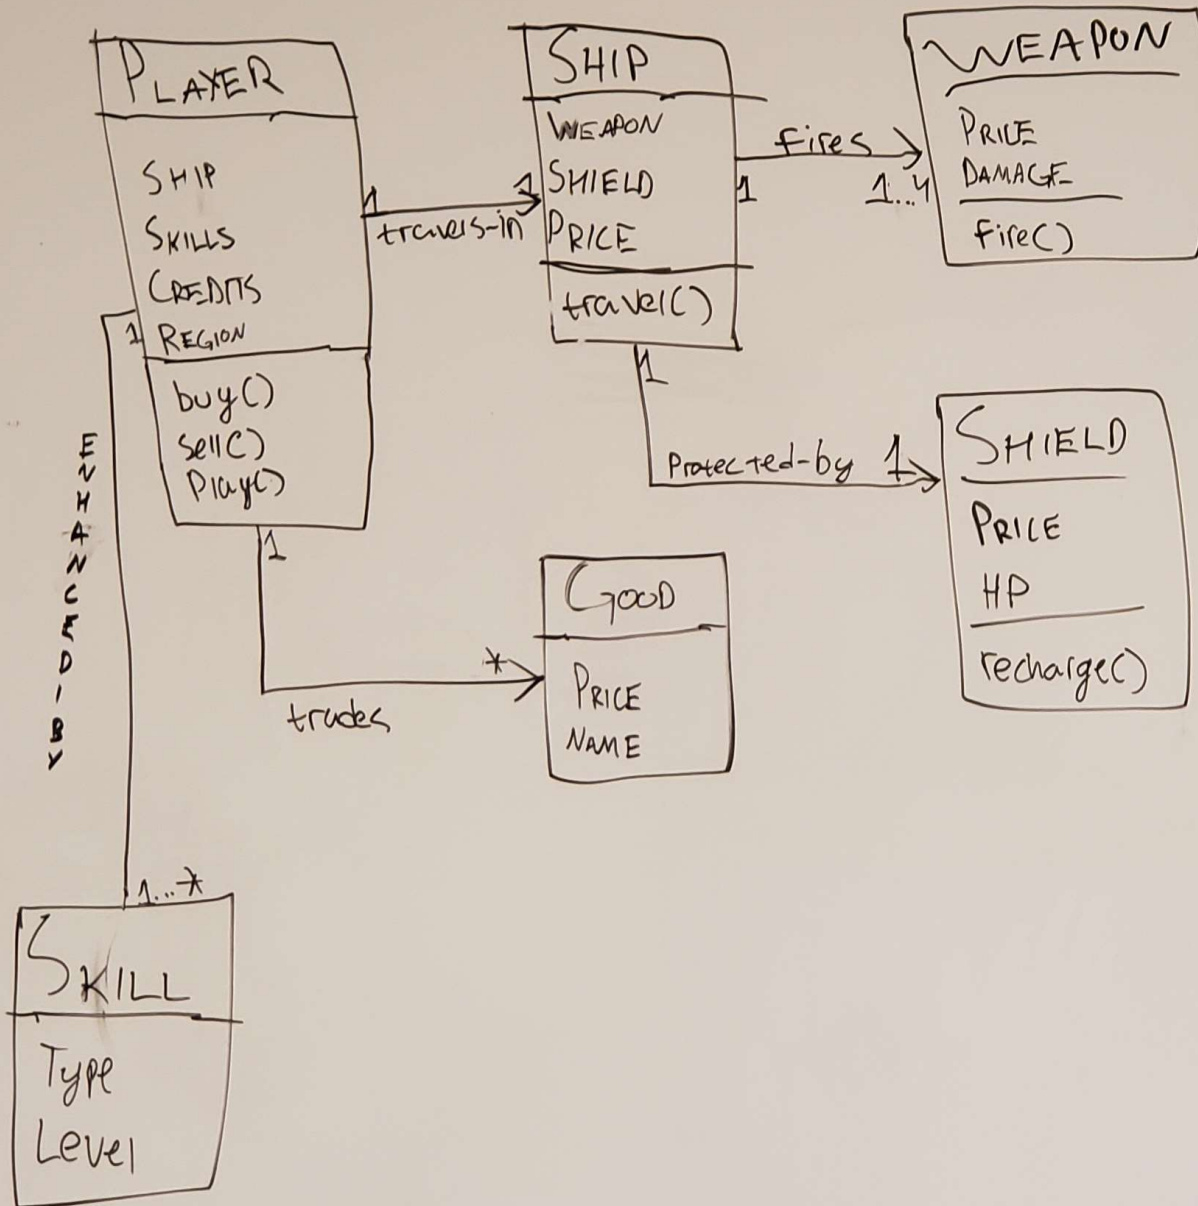 PLAYER
SHIP
SKILLS
CREDITS
REGION
buy()
sell()
Play()
1
1
travels-in
SHIP
WEAPON
SHIELD
PRICE
travel()
1
fires
1...4
WEAPON
PRICE
DAMAGE
fire()
1
Protected-by 1
SHIELD
PRICE
HP
recharge()
1
trades
*
GOOD
PRICE
NAME
1
ENHANCED-BY
1...*
SKILL
Type
Level